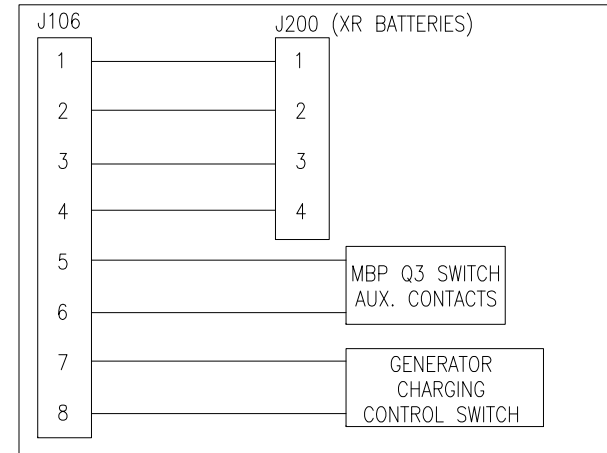 J106
J200 (XR BATTERIES)
1
1
2
2
3
3
4
4
5
MBP Q3 SWITCH
AUX. CONTACTS
6
7
GENERATOR
CHARGING
CONTROL SWITCH
8